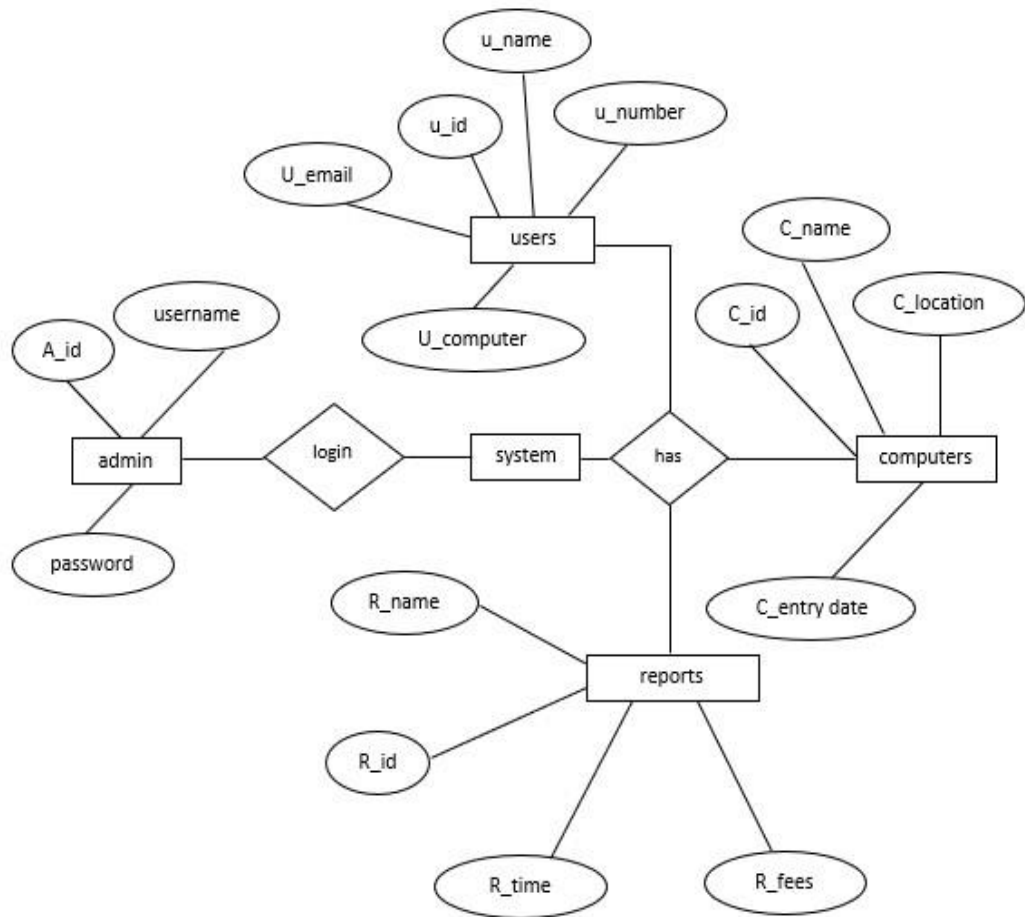 u_name
u_id
u_number
U_email
users
C_name
U_computer
C_id
C_location
A_id
username
admin
login
system
has
computers
password
R_name
C_entry date
reports
R_id
R_time
R_fees